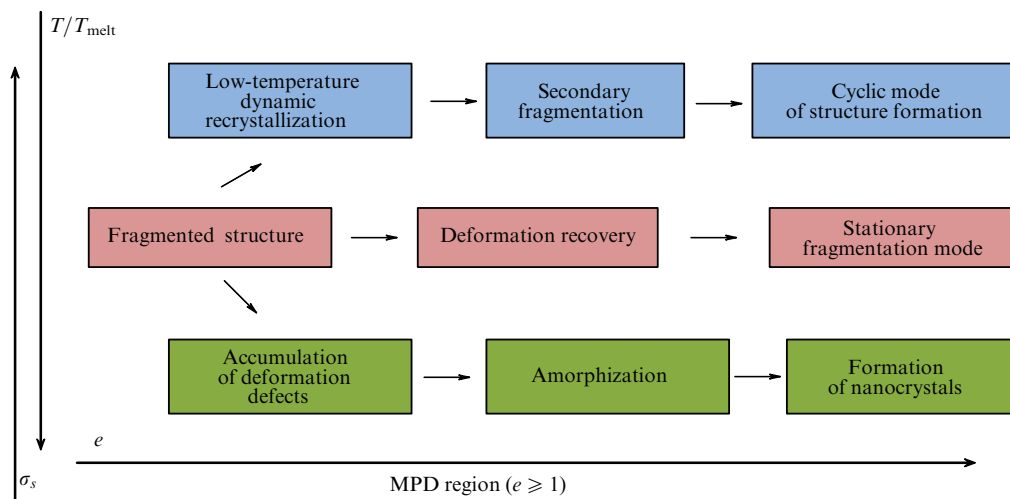 T/T_melt
Low-temperature
dynamic
recrystallization
Secondary
fragmentation
Cyclic mode
of structure formation
Fragmented structure
Deformation recovery
Stationary
fragmentation mode
Accumulation
of deformation
defects
Amorphization
Formation
of nanocrystals
e
σ_s
MPD region (e ⩾ 1)